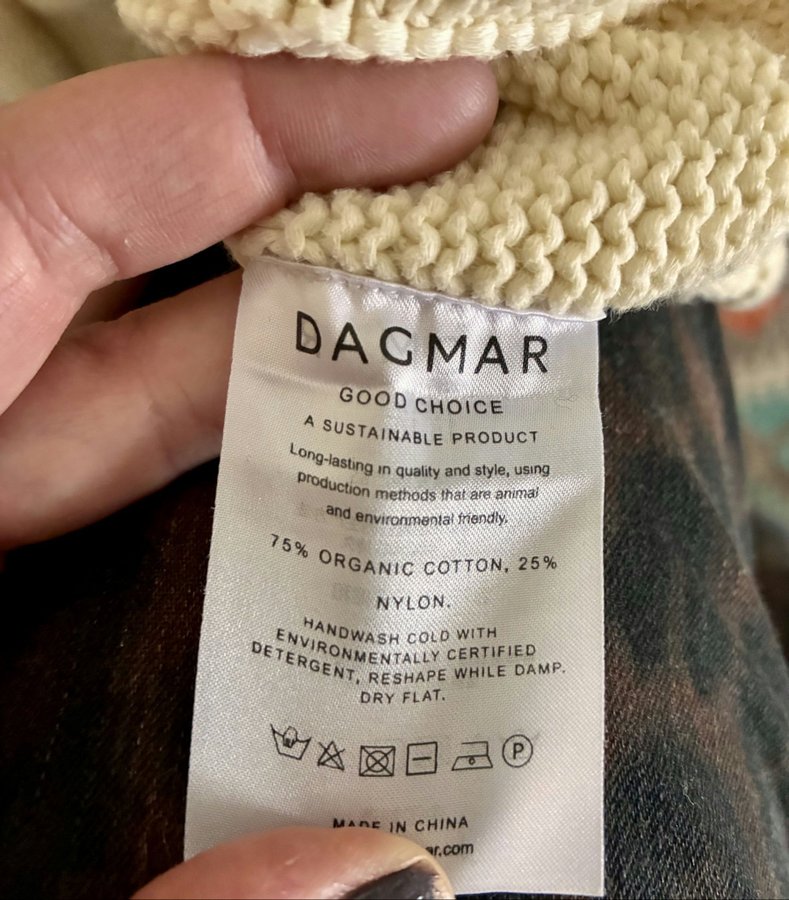 DAGMAR
GOOD CHOICE
A SUSTAINABLE PRODUCT
Long-lasting in quality and style, using
production methods that are animal
and environmental friendly.
75% ORGANIC COTTON, 25%
NYLON.
HANDWASH COLD WITH
ENVIRONMENTALLY CERTIFIED
DETERGENT, RESHAPE WHILE DAMP.
DRY FLAT.
P
MADE IN CHINA
ar.com